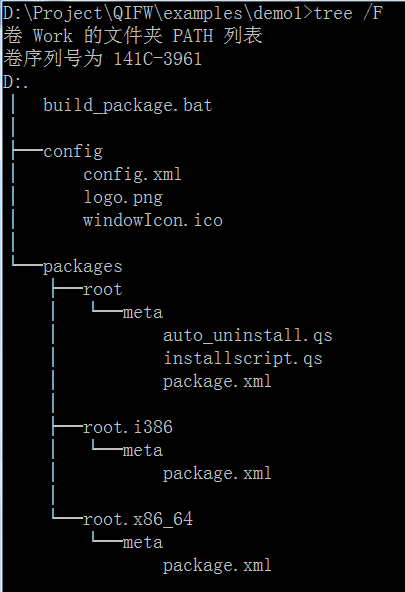 D:\Project\QIFW\examples\demo1>tree /F
卷 Work 的文件夹 PATH 列表
卷序列号为 141C-3961
D:.
│  build_package.bat
│
├─config
│      config.xml
│      logo.png
│      windowIcon.ico
│
└─packages
    ├─root
    │  └─meta
    │          auto_uninstall.qs
    │          installscript.qs
    │          package.xml
    │
    ├─root.i386
    │  └─meta
    │          package.xml
    │
    └─root.x86_64
        └─meta
                package.xml